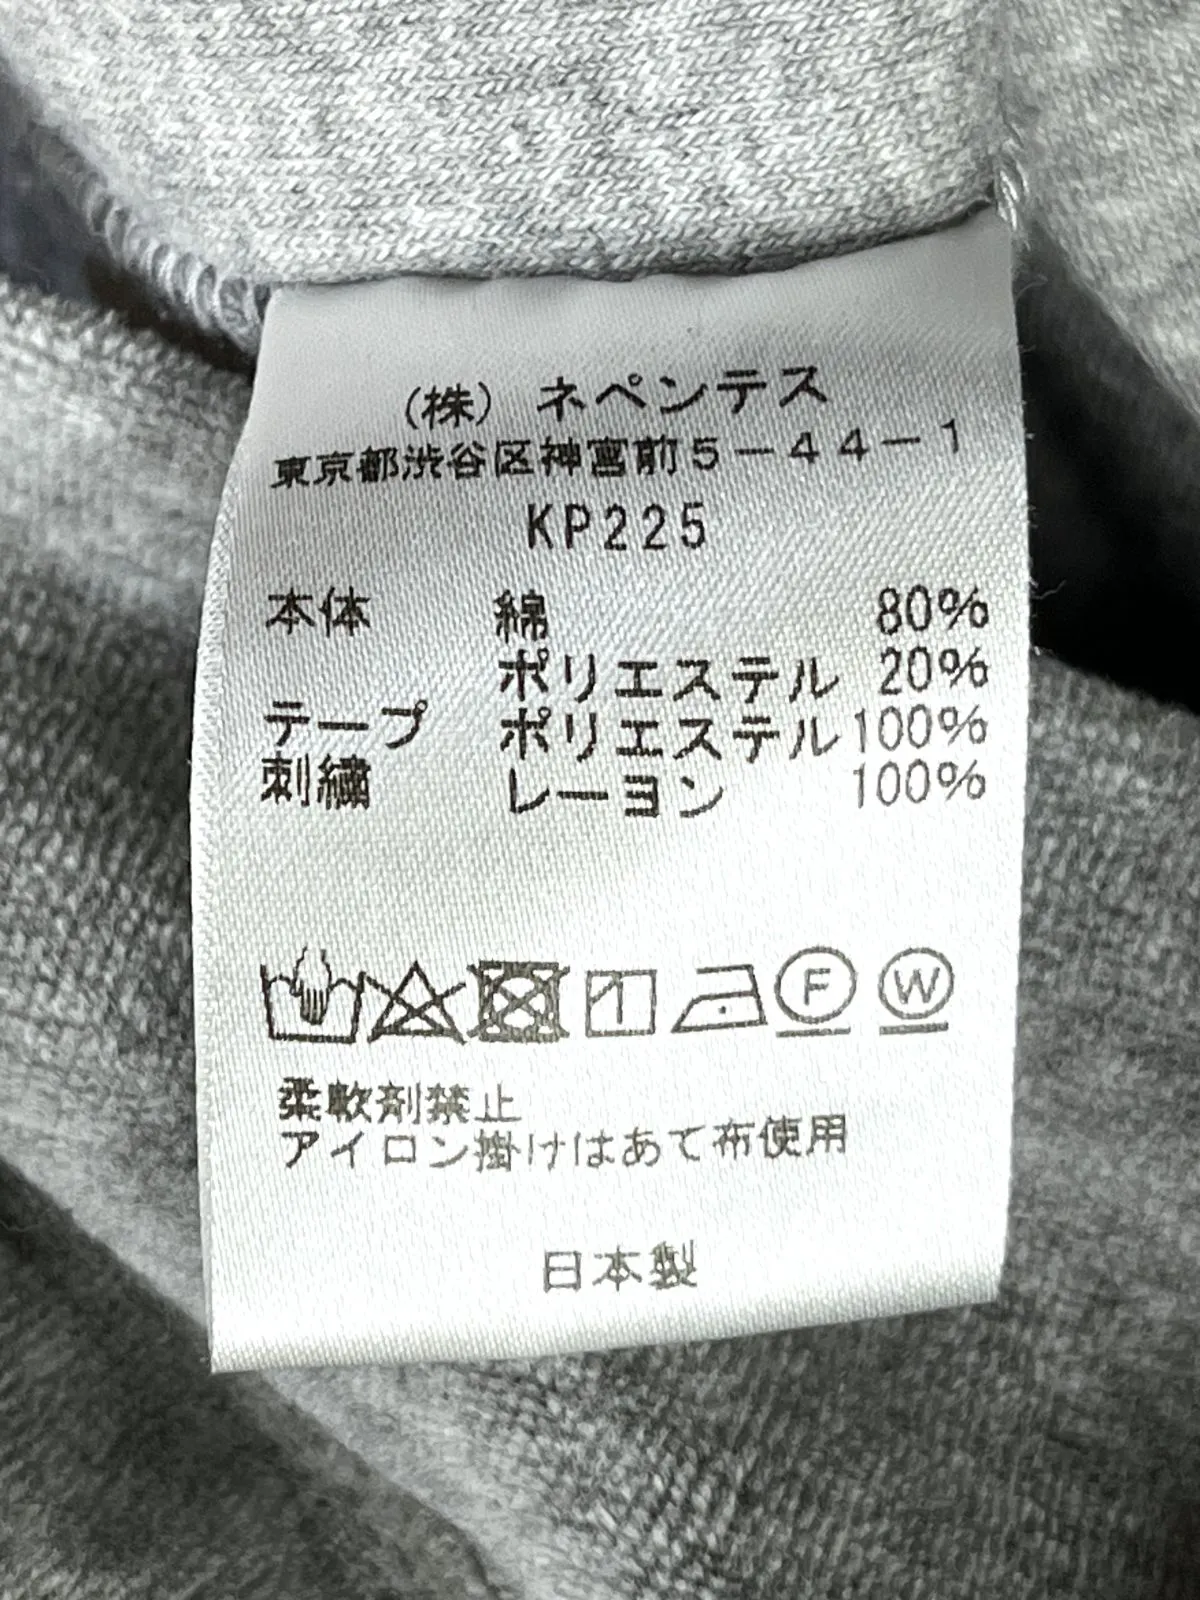 (株) ネペンテス
東京都渋谷区神宮前5-44-1
KP225
本体 綿 80%
ポリエステル 20%
テープ ポリエステル 100%
刺繍 レーヨン 100%
F W
柔軟剤禁止
アイロン掛けはあて布使用
日本製